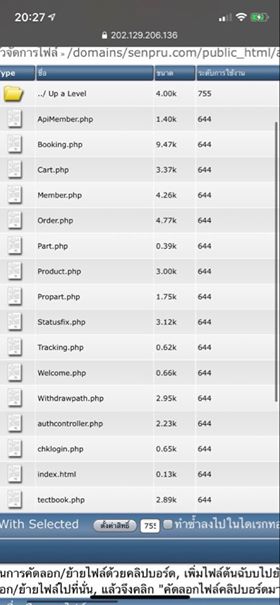 20:27
202.129.206.136
วจัดการไฟล์ - /domains/senpru.com/public_html/a
Type ชื่อ ขนาด ระดับการใช้งาน
../ Up a Level 4.00k 755
ApiMember.php 1.40k 644
Booking.php 9.47k 644
Cart.php 3.37k 644
Member.php 4.26k 644
Order.php 4.77k 644
Part.php 0.39k 644
Product.php 3.00k 644
Propart.php 1.75k 644
Statusfix.php 3.12k 644
Tracking.php 0.62k 644
Welcome.php 0.66k 644
Withdrawpath.php 2.95k 644
authcontroller.php 2.23k 644
chklogin.php 0.65k 644
index.html 0.13k 644
tectbook.php 2.89k 644
With Selected ตั้งค่าสิทธิ์ 755 ทำซ้ำลงไปในไดเรกทอ
นการคัดลอก/ย้ายไฟล์ด้วยคลิปบอร์ด, เพิ่มไฟล์ต้นฉบับไปยั
อก/ย้ายไฟล์ไปที่นั่น, แล้วจึงคลิก "คัดลอกไฟล์คลิปบอร์ดม